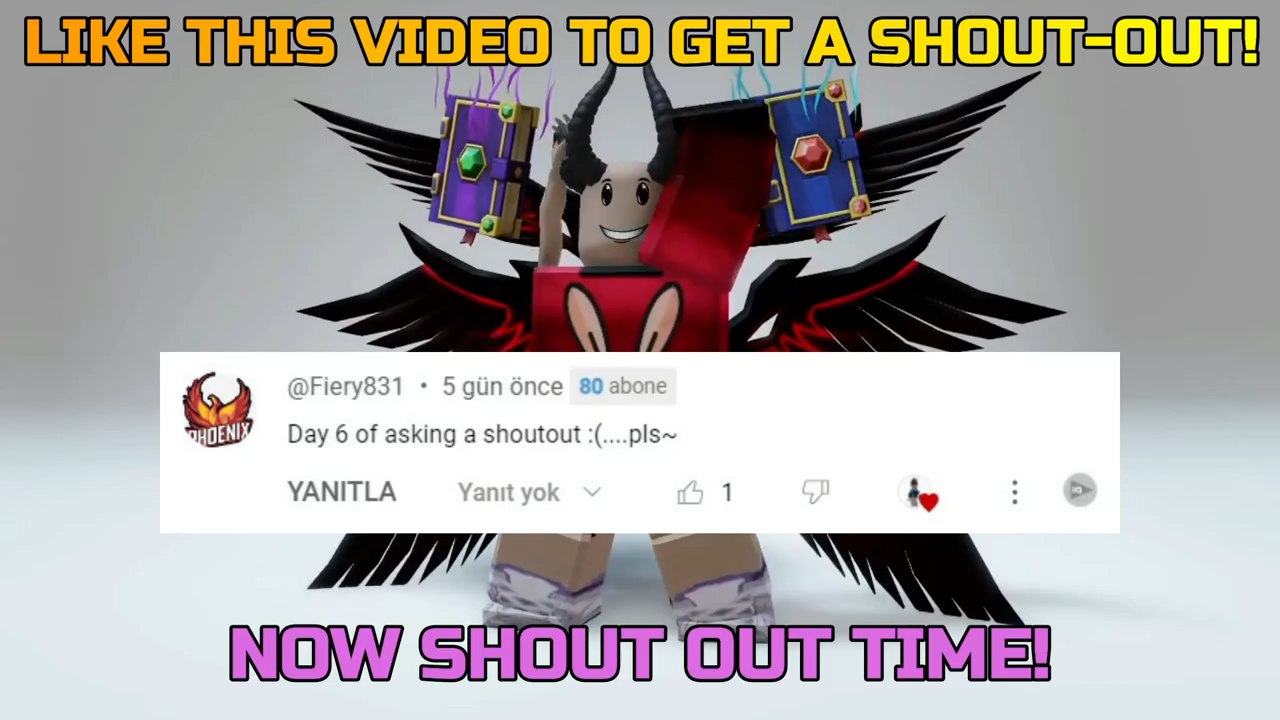 LIKE THIS VIDEO TO GET A SHOUT-OUT!
PHOENIX
@Fiery831 • 5 gün önce 80 abone
Day 6 of asking a shoutout :(....pls~
YANITLA Yanıt yok 1
NOW SHOUT OUT TIME!